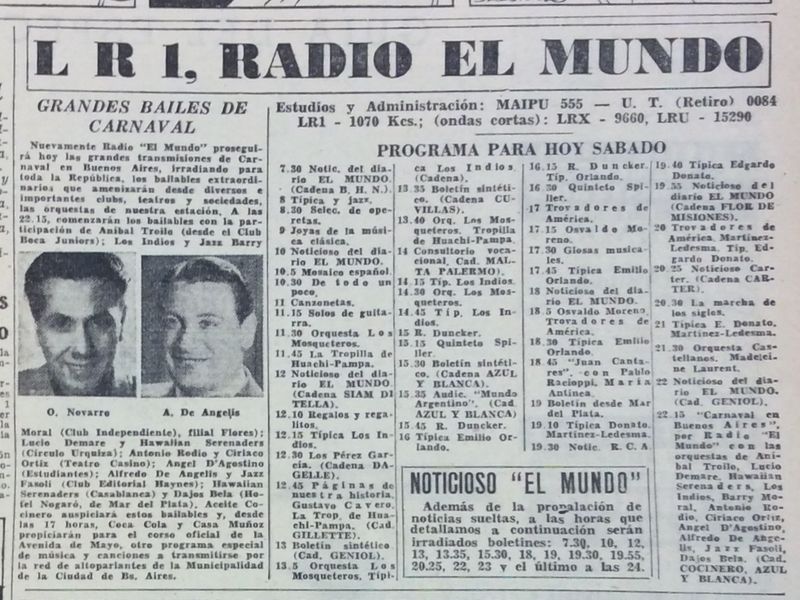 L R 1, RADIO EL MUNDO
GRANDES BAILES DE
CARNAVAL
Nuevamente Radio "El Mundo" proseguirá
hoy las grandes transmisiones de Carnaval
en Buenos Aires, irradiando para
toda la República, los bailables extraordinarios
que amenizarán desde diversos e
importantes clubs, teatros y sociedades,
las orquestas de nuestra estación. A las
22.15, comenzarán los bailables con la participación
de Anibal Troilo (desde el Club
Boca Juniors); Los Indios y Jazz Barry
O. Novarro
A. De Angelis
Moral (Club Independiente), filial Flores);
Lucio Demare y Hawaiian Serenaders
(Circulo Urquiza); Antonio Rodio y Ciriaco
Ortiz (Teatro Casino); Angel D'Agostino
(Estudiantes); Alfredo De Angelis y Jazz
Fasoli (Club Editorial Haynes); Hawaiian
Serenaders (Casablanca) y Dajos Bela (Hotel
Nogaró, de Mar del Plata). Aceite Cocinero
auspiciará estos bailables y, desde
las 17 horas, Coca Cola y Casa Muñoz
propiciarán para el corso oficial de la
Avenida de Mayo, otro programa especial
de música y canciones a transmitirse por
la red de altoparlantes de la Municipalidad
de la Ciudad de Bs. Aires.
Estudios y Administración: MAIPU 555 — U. T. (Retiro) 0084
LR1 - 1070 Kcs.; (ondas cortas): LRX - 9660, LRU - 15290
PROGRAMA PARA HOY SABADO
7.30 Notic. del diario
EL MUNDO.
(Cadena B. H. N.).
8 Típica y jazz.
8.30 Selec. de operetas.
9 Joyas de la música
clásica.
10 Noticioso del diario
EL MUNDO.
10.5 Mosaico español.
10.30 De todo un
poco.
11 Canzonetas.
11.15 Solos de guitarra.
11.30 Orquesta Los
Mosqueteros.
11.45 La Tropilla de
Huachi-Pampa.
12 Noticioso del diario
EL MUNDO
(Cadena SIAM DI
TELLA).
12.10 Regalos y regalitos.
12.15 Típica Los Indios.
12.30 Los Pérez García.
(Cadena DAGELLE).
12.45 Páginas de
nuestra historia.
Gustavo Cavero.
La Trop. de Huachi-Pampa.
(Cad.
GILLETTE).
13 Boletín sintético.
(Cad. GENIOL).
13.5 Orquesta Los
Mosqueteros. Típica
Los Indios.
(Cadena).
13.35 Boletín sintético.
(Cadena CUVILLAS).
13.40 Orq. Los Mosqueteros.
Tropilla
de Huachi-Pampa.
14 Consultorio vocacional,
Cad. MALTA
PALERMO).
14.15 Tip. Los Indios.
14.30 Orq. Los Mosqueteros.
14.45 Tip. Los Indios.
15 R. Duncker.
15.15 Quinteto Spiller.
15.30 Boletín sintético.
(Cadena AZUL
Y BLANCA).
15.35 Audic. "Mundo
Argentino". (Cad.
AZUL Y BLANCA)
15.45 R. Duncker.
16 Típica Emilio Orlando.
16.15 R. Duncker.
Típ. Orlando.
16.30 Quinteto Spiller.
17 Trovadores de
América.
17.15 Osvaldo Moreno.
17.30 Glosas musicales.
17.45 Típica Emilio
Orlando.
18 Noticioso del diario
EL MUNDO.
18.5 Osvaldo Moreno,
Trovadores de
América.
18.30 Típica Emilio
Orlando.
18.45 "Juan Cantares".
con Pablo
Racioppi, María
Antinea.
19 Boletín desde Mar
del Plata.
19.10 Típica Donato.
Martínez-Ledesma.
19.30 Notic. R. C. A.
19.40 Típica Edgardo
Donato.
19.55 Noticioso del
diario EL MUNDO
(Cadena FLOR DE
MISIONES).
20 Trovadores de
América. Martínez-
Ledesma. Tip. Edgardo
Donato.
20.25 Noticioso Carter.
(Cadena CARTER).
20.30 La marcha de
los siglos.
21 Típica E. Donato.
Martínez-Ledesma.
21.30 Orquesta Castellanos.
Madeleine
Laurent.
22 Noticioso del diario
EL MUNDO.
(Cad. GENIOL).
22.15 "Carnaval en
Buenos Aires",
por Radio "El
Mundo" con las
orquestas de Anibal
Troilo, Lucio
Demare, Hawaiian
Serenaders, Los
Indios, Barry Moral,
Antonio Rodio,
Ciriaco Ortiz,
Angel D'Agostino,
Alfredo De Angelis,
Jazz Fasoli,
Dajos Bela. (Cad.
COCINERO, AZUL
Y BLANCA).
NOTICIOSO "EL MUNDO"
Además de la propalación de
noticias sueltas, a las horas que
detallamos a continuación serán
irradiados boletines: 7.30, 10, 12,
13, 13.35, 15.30, 18, 19, 19.30, 19.55,
20.25, 22, 23 y el último a las 24.